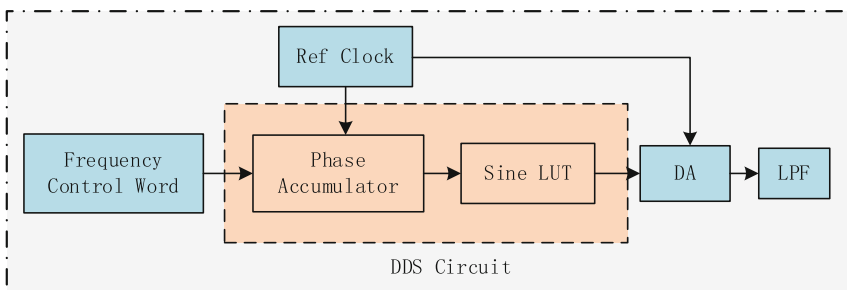 Ref Clock
Frequency
Control Word
Phase
Accumulator
Sine LUT
DA
LPF
DDS Circuit